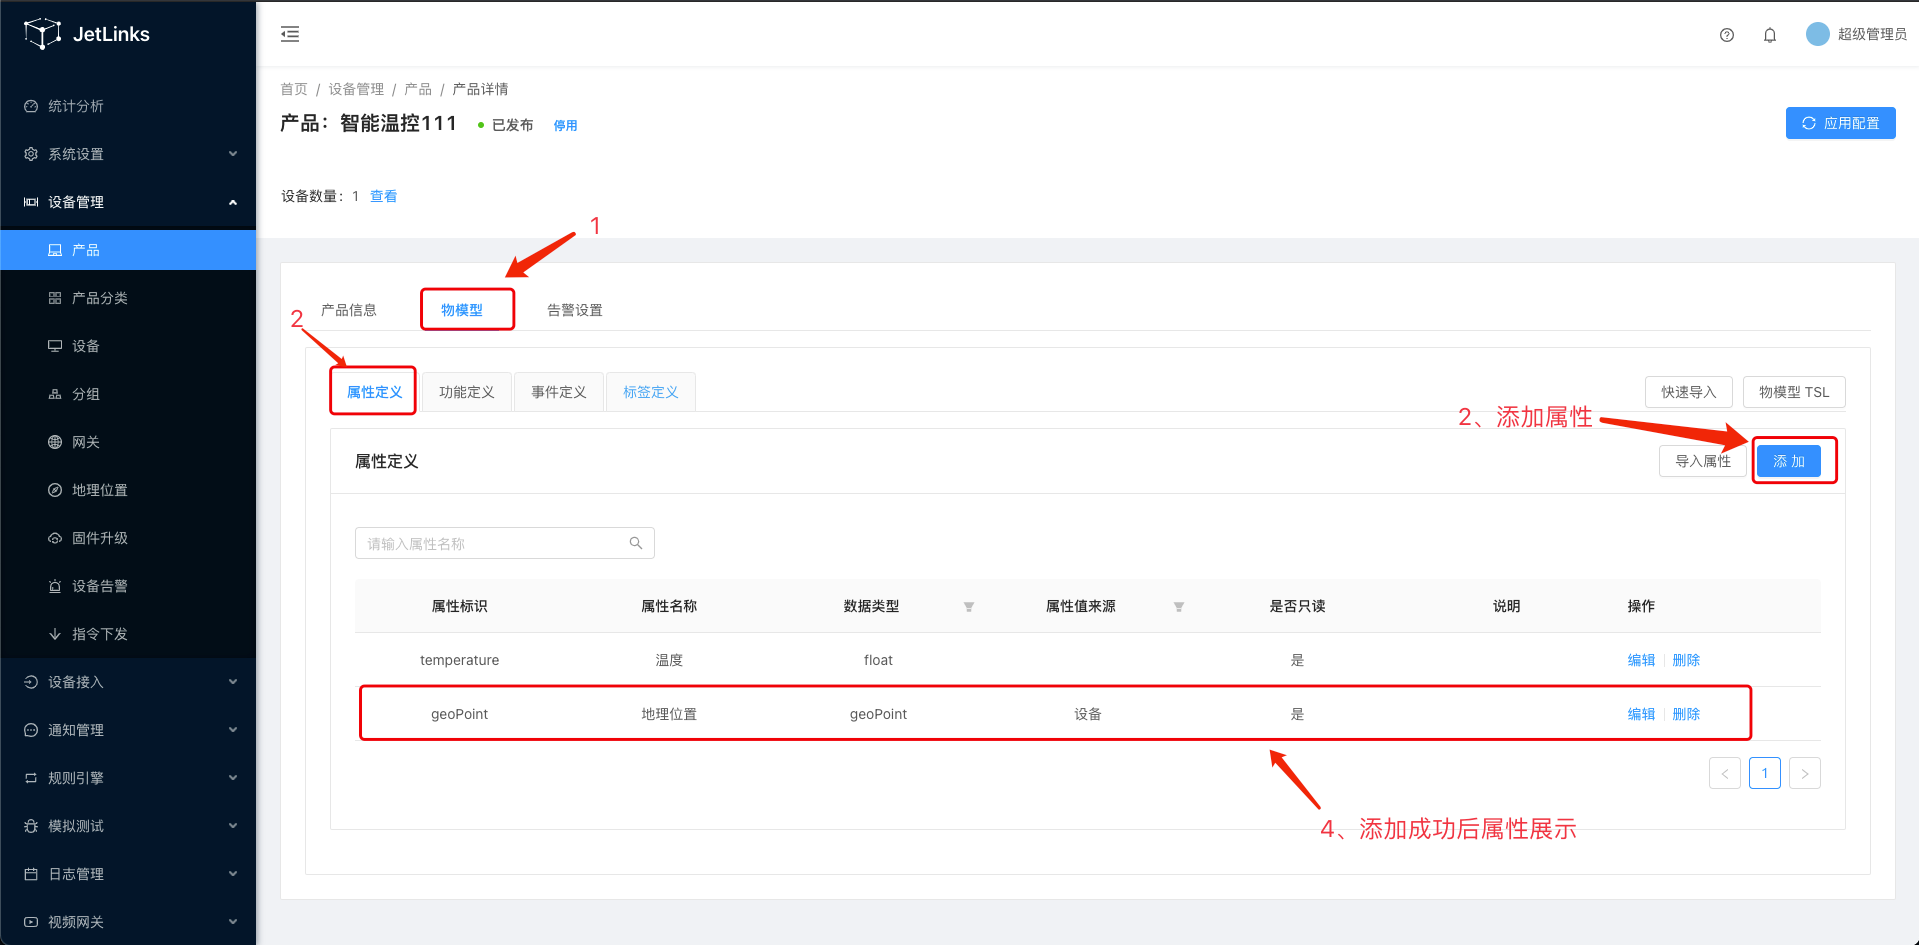 JetLinks
超级管理员
统计分析
系统设置
设备管理
产品
产品分类
设备
分组
网关
地理位置
固件升级
设备告警
指令下发
设备接入
通知管理
规则引擎
模拟测试
日志管理
视频网关
首页 / 设备管理 / 产品 / 产品详情
产品：智能温控111 已发布 停用
应用配置
设备数量：1 查看
1
产品信息 物模型 告警设置
2
属性定义 功能定义 事件定义 标签定义 快速导入 物模型 TSL
2、添加属性
属性定义 导入属性 添 加
请输入属性名称
属性标识 属性名称 数据类型 属性值来源 是否只读 说明 操作
temperature 温度 float 是 编辑 删除
geoPoint 地理位置 geoPoint 设备 是 编辑 删除
< 1 >
4、添加成功后属性展示